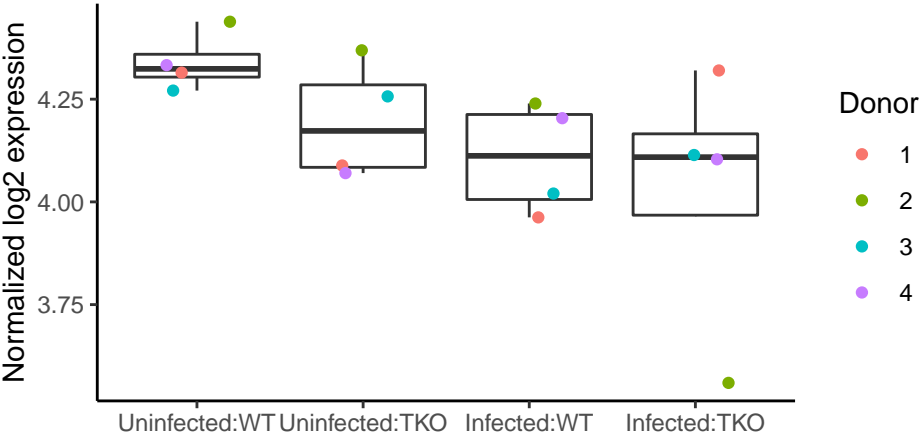 Normalized log2 expression
4.25
4.00
3.75
Uninfected:WT
Uninfected:TKO
Infected:WT
Infected:TKO
Donor
1
2
3
4